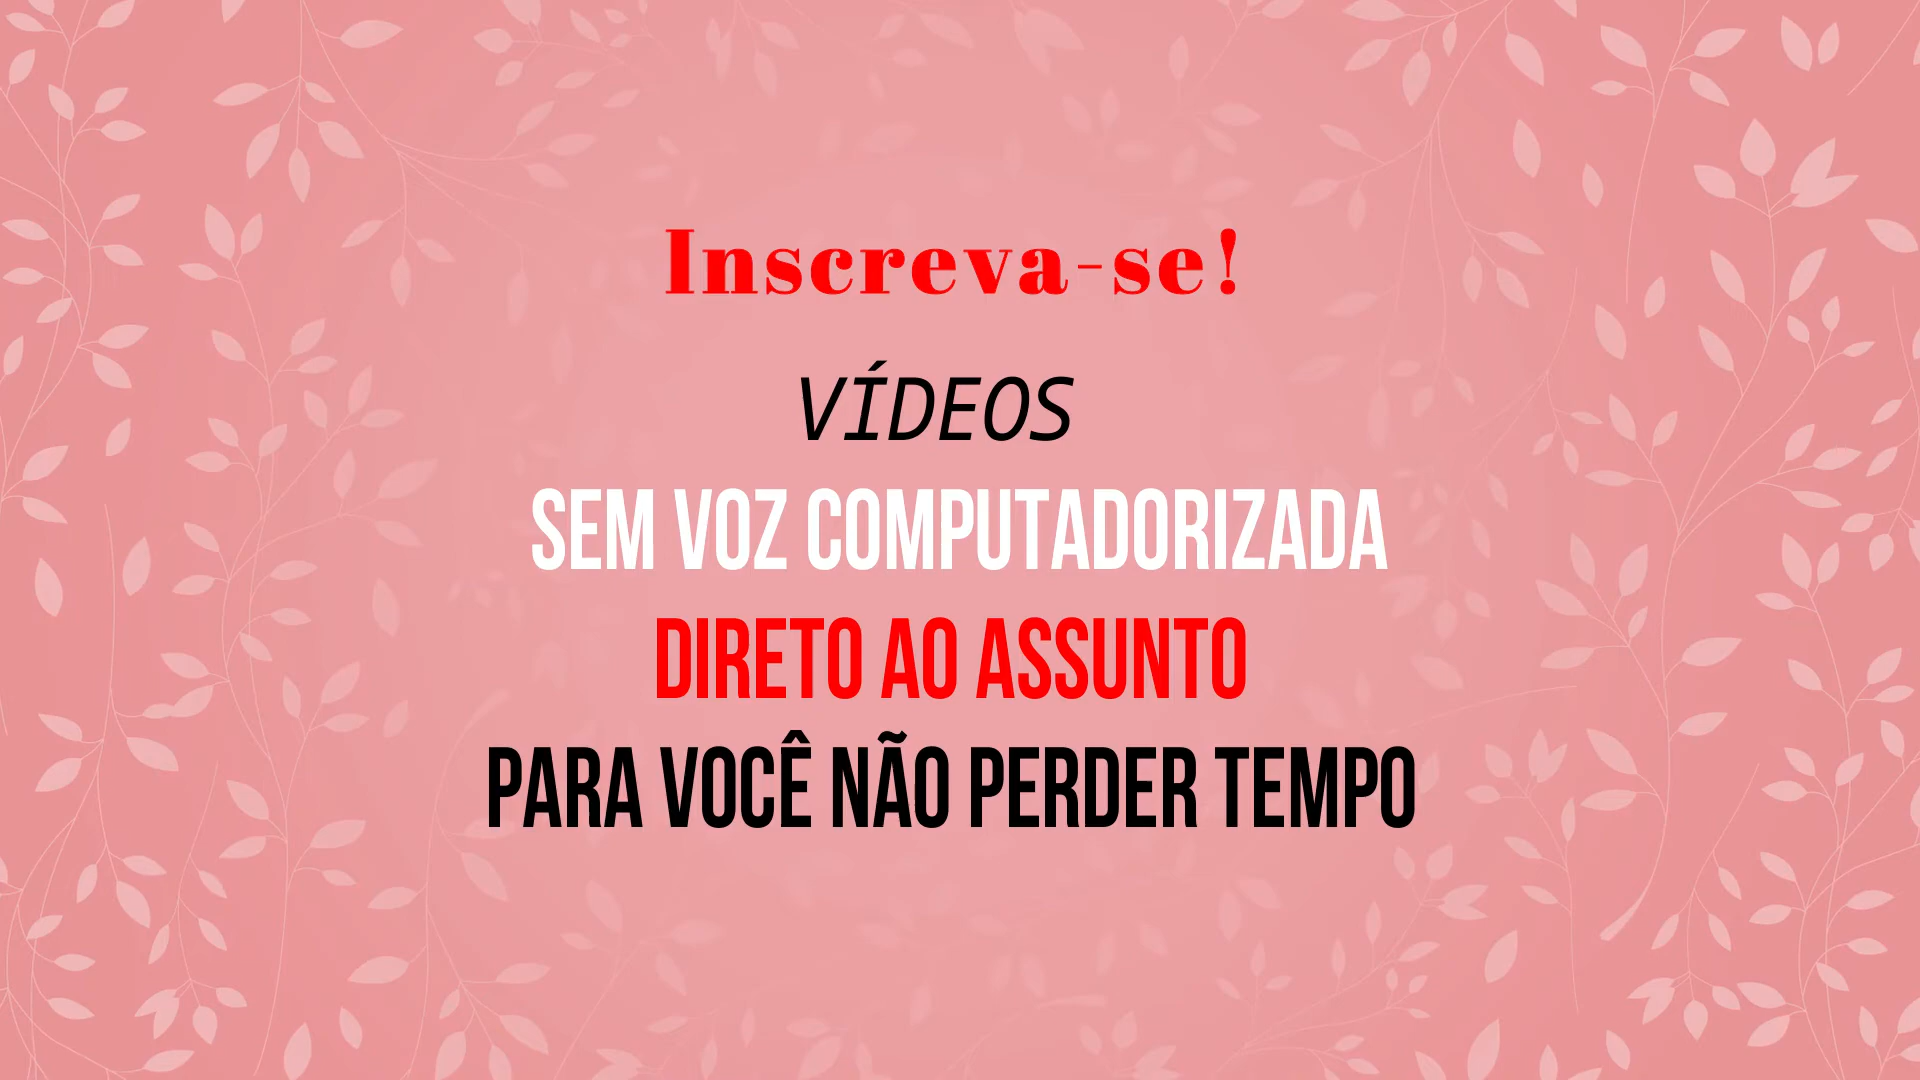 Inscreva-se!
VÍDEOS
SEM VOZ COMPUTADORIZADA
DIRETO AO ASSUNTO
PARA VOCÊ NÃO PERDER TEMPO